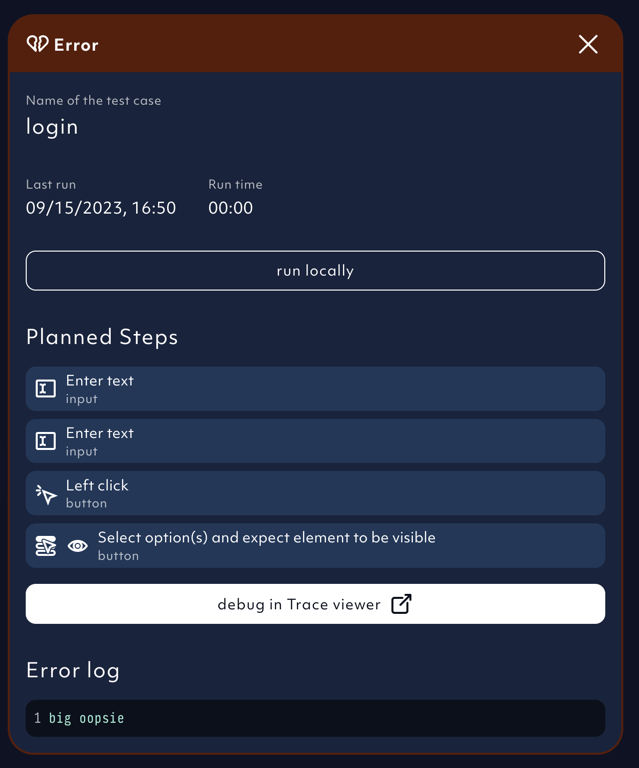 Error
Name of the test case
login
Last run Run time
09/15/2023, 16:50 00:00
run locally
Planned Steps
Enter text
input
Enter text
input
Left click
button
Select option(s) and expect element to be visible
button
debug in Trace viewer
Error log
1 big oopsie